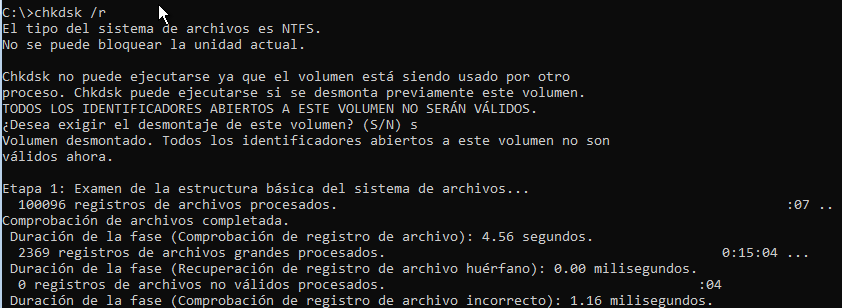 C:\>chkdsk /r
El tipo del sistema de archivos es NTFS.
No se puede bloquear la unidad actual.
Chkdsk no puede ejecutarse ya que el volumen está siendo usado por otro
proceso. Chkdsk puede ejecutarse si se desmonta previamente este volumen.
TODOS LOS IDENTIFICADORES ABIERTOS A ESTE VOLUMEN NO SERÁN VÁLIDOS.
¿Desea exigir el desmontaje de este volumen? (S/N) s
Volumen desmontado. Todos los identificadores abiertos a este volumen no son
válidos ahora.
Etapa 1: Examen de la estructura básica del sistema de archivos...
100096 registros de archivos procesados. :07 ..
Comprobación de archivos completada.
Duración de la fase (Comprobación de registro de archivo): 4.56 segundos.
2369 registros de archivos grandes procesados. 0:15:04 ...
Duración de la fase (Recuperación de registro de archivo huérfano): 0.00 milisegundos.
0 registros de archivos no válidos procesados. :04
Duración de la fase (Comprobación de registro de archivo incorrecto): 1.16 milisegundos.